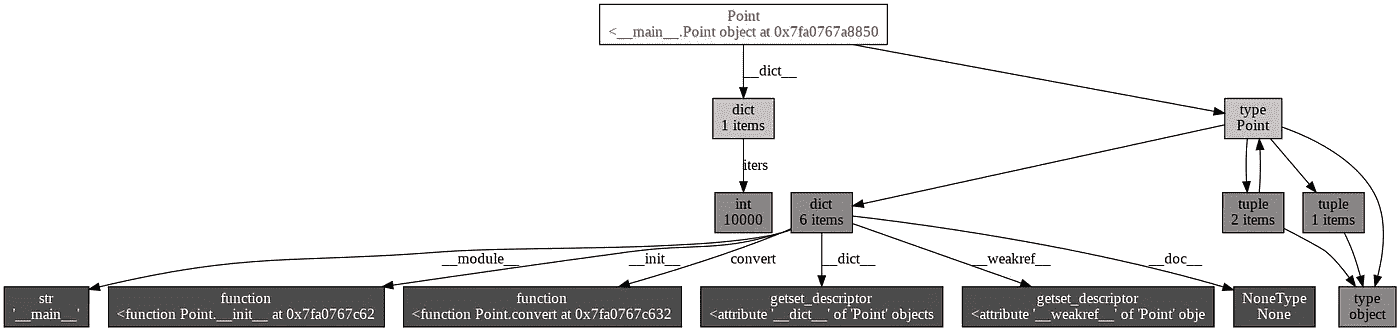 Point
<__main__.Point object at 0x7fa0767a8850
__dict__
dict
1 items
type
Point
iters
int
10000
dict
6 items
tuple
2 items
tuple
1 items
__module__
__init__
convert
__dict__
__weakref__
__doc__
str
'__main__'
function
<function Point.__init__ at 0x7fa0767c62
function
<function Point.convert at 0x7fa0767c632
getset_descriptor
<attribute '__dict__' of 'Point' objects
getset_descriptor
<attribute '__weakref__' of 'Point' obje
NoneType
None
type
object